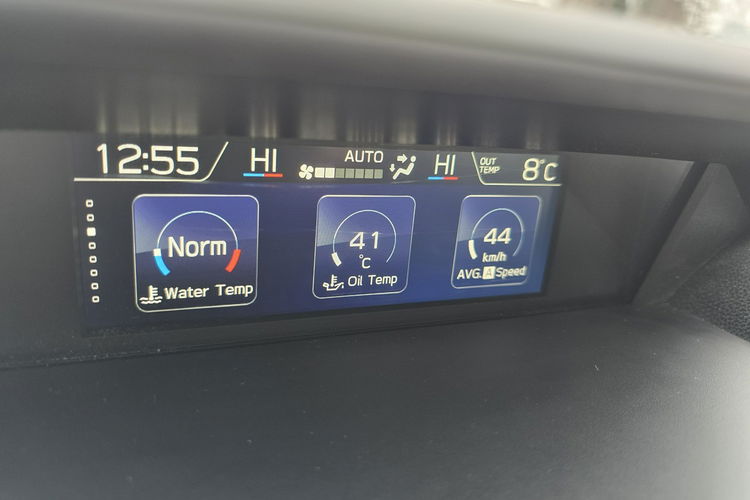 12:55
HI
AUTO
HI
OUT
TEMP
8°C
Norm
Water Temp
41
°C
Oil Temp
44
km/h
AVG. A Speed